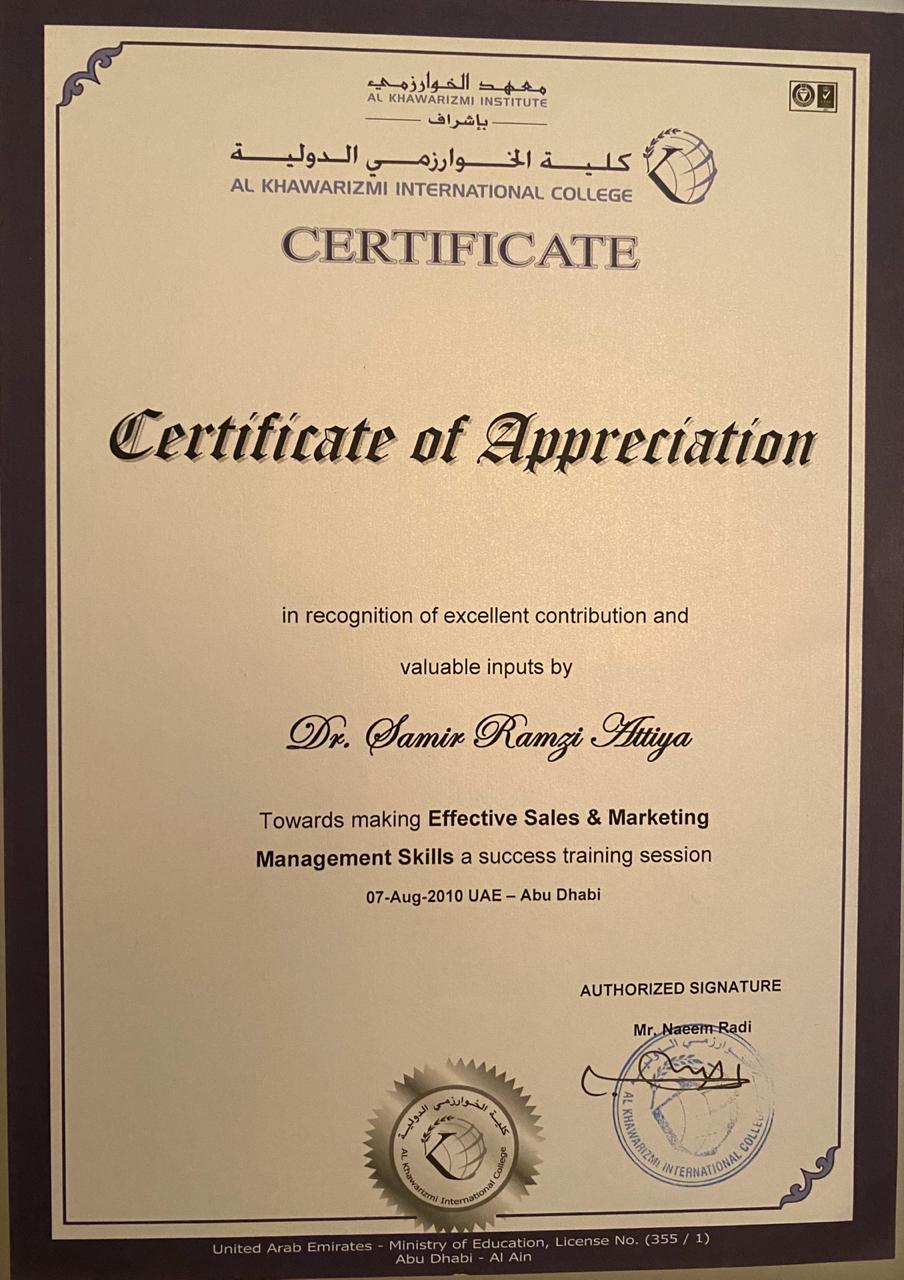 معهد الخوارزمي
AL KHAWARIZMI INSTITUTE
بإشراف
كلية الخوارزمي الدولية
AL KHAWARIZMI INTERNATIONAL COLLEGE
CERTIFICATE
Certificate of Appreciation
in recognition of excellent contribution and
valuable inputs by
Dr. Samir Ramzi Attiya
Towards making Effective Sales & Marketing
Management Skills a success training session
07-Aug-2010 UAE – Abu Dhabi
AUTHORIZED SIGNATURE
Mr. Naeem Radi
وارزمي الدولية
AL KHAWARIZMI INTERNATIONAL COLLEGE
كلية الخوارزمي الدولية
AL Khawarizmi International College
United Arab Emirates - Ministry of Education, License No. (355 / 1)
Abu Dhabi - Al Ain